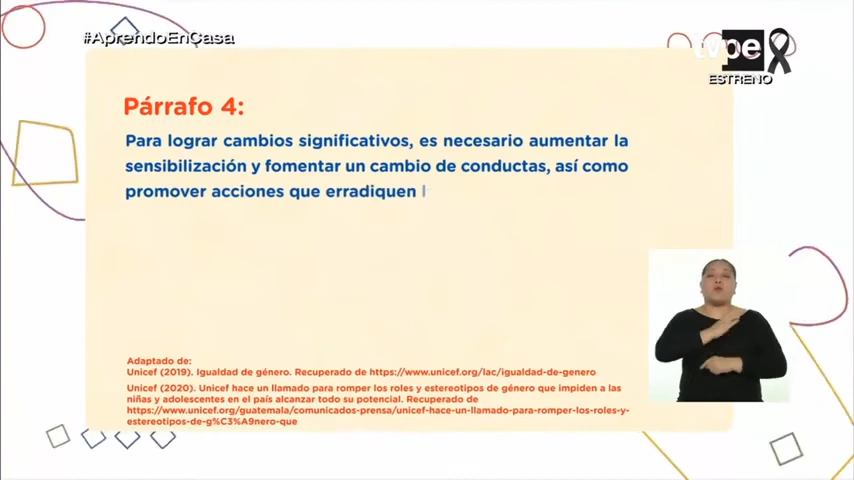 #AprendoEnCasa
tvpe
ESTRENO
Párrafo 4:
Para lograr cambios significativos, es necesario aumentar la
sensibilización y fomentar un cambio de conductas, así como
promover acciones que erradiquen l
Adaptado de:
Unicef (2019). Igualdad de género. Recuperado de https://www.unicef.org/lac/igualdad-de-genero
Unicef (2020). Unicef hace un llamado para romper los roles y estereotipos de género que impiden a las
niñas y adolescentes en el país alcanzar todo su potencial. Recuperado de
https://www.unicef.org/guatemala/comunicados-prensa/unicef-hace-un-llamado-para-romper-los-roles-y-
estereotipos-de-g%C3%A9nero-que